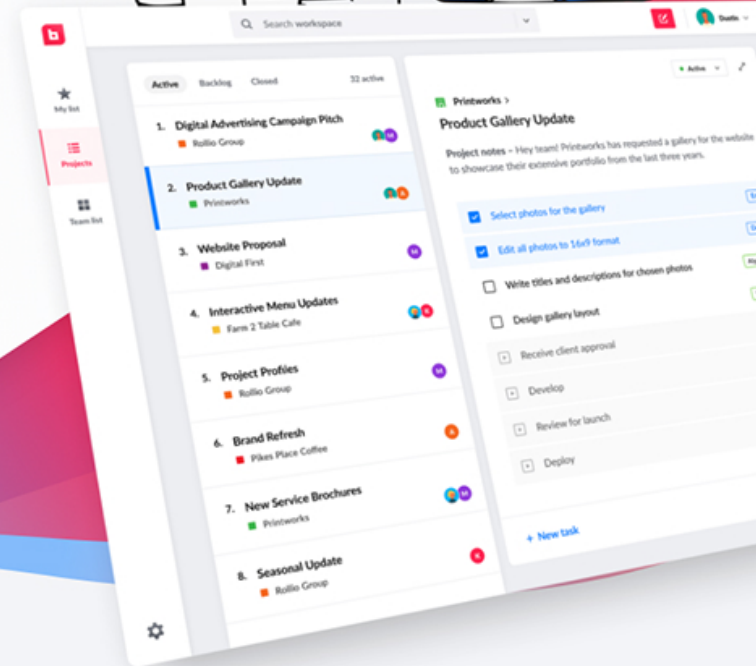 b
Search workspace
Dustin
My list
Projects
Team list
Active
Backlog
Closed
32 active
1. Digital Advertising Campaign Pitch
Rollio Group
M
2. Product Gallery Update
Printworks
K
3. Website Proposal
Digital First
M
4. Interactive Menu Updates
Farm 2 Table Cafe
K
5. Project Profiles
Rollio Group
M
6. Brand Refresh
Pikes Place Coffee
7. New Service Brochures
Printworks
M
8. Seasonal Update
Rollio Group
K
Active
Printworks >
Product Gallery Update
Project notes – Hey team! Printworks has requested a gallery for the website
to showcase their extensive portfolio from the last three years.
Select photos for the gallery
Edit all photos to 16x9 format
Write titles and descriptions for chosen photos
Design gallery layout
Receive client approval
Develop
Review for launch
Deploy
+ New task